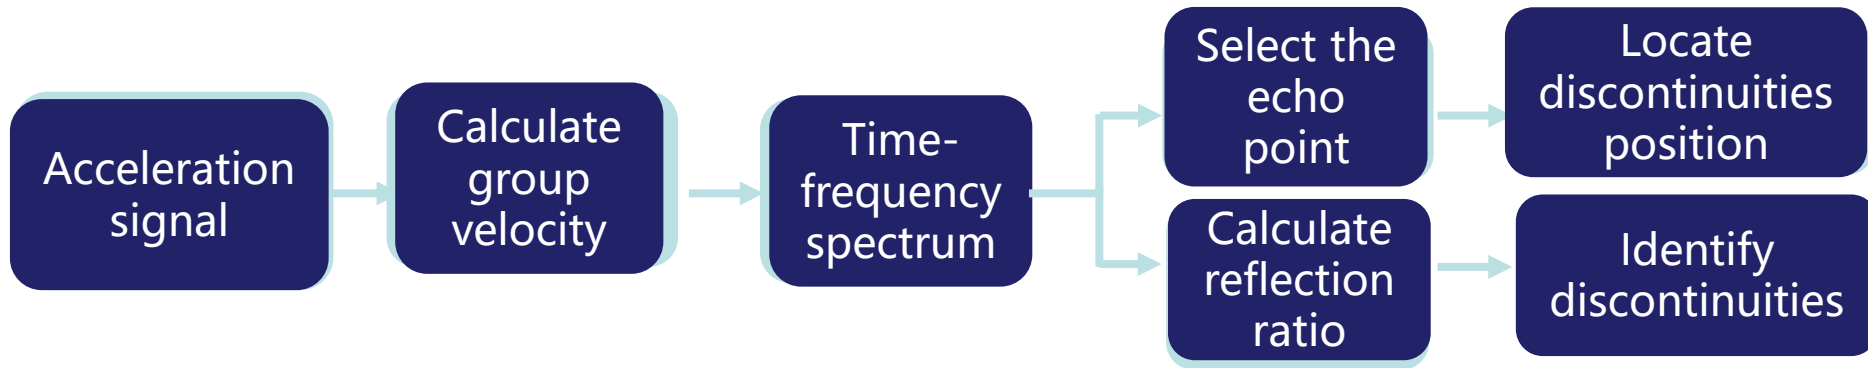 Acceleration
signal
Calculate
group
velocity
Time-
frequency
spectrum
Select the
echo
point
Locate
discontinuities
position
Calculate
reflection
ratio
Identify
discontinuities